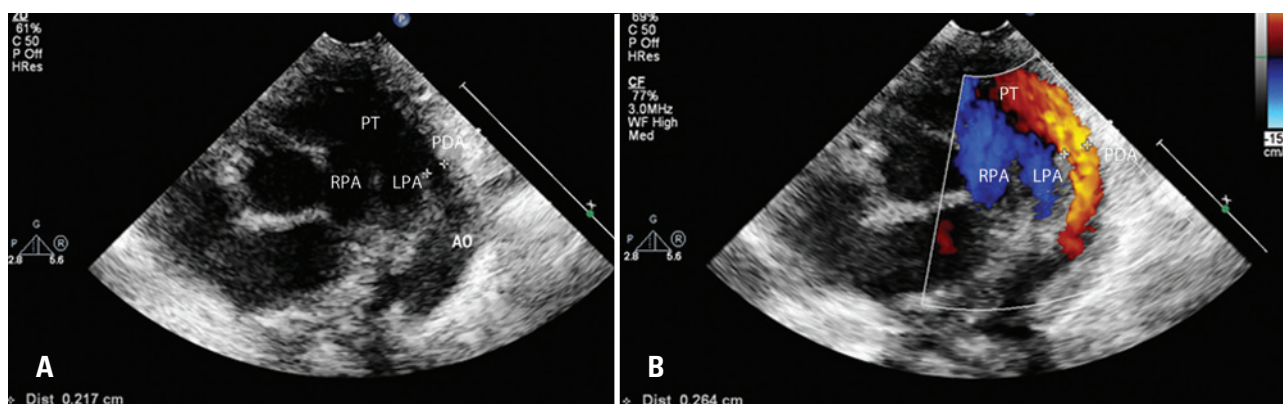 2D
61%
C 50
P Off
HRes
P
PT
PDA
RPA
LPA
AO
G
P
R
2.8
5.6
A
Dist 0.217 cm
69%
C 50
P Off
HRes
CF
77%
3.0MHz
WF High
Med
PT
PDA
RPA
LPA
-15
cm/
G
P
R
2.8
5.6
B
Dist 0.264 cm